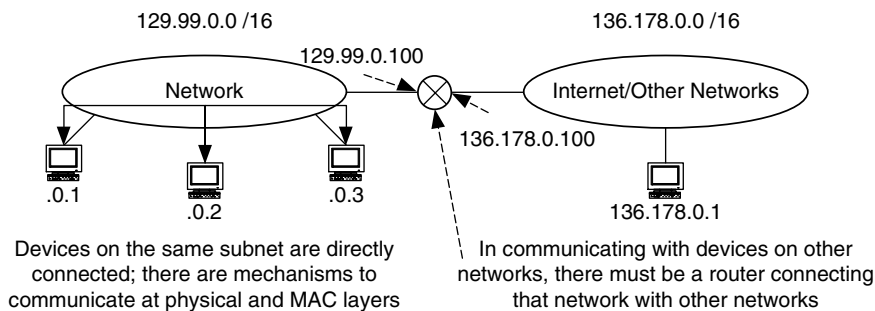 129.99.0.0 /16
136.178.0.0 /16
129.99.0.100
Network
Internet/Other Networks
136.178.0.100
.0.1
.0.2
.0.3
136.178.0.1
Devices on the same subnet are directly
connected; there are mechanisms to
communicate at physical and MAC layers
In communicating with devices on other
networks, there must be a router connecting
that network with other networks